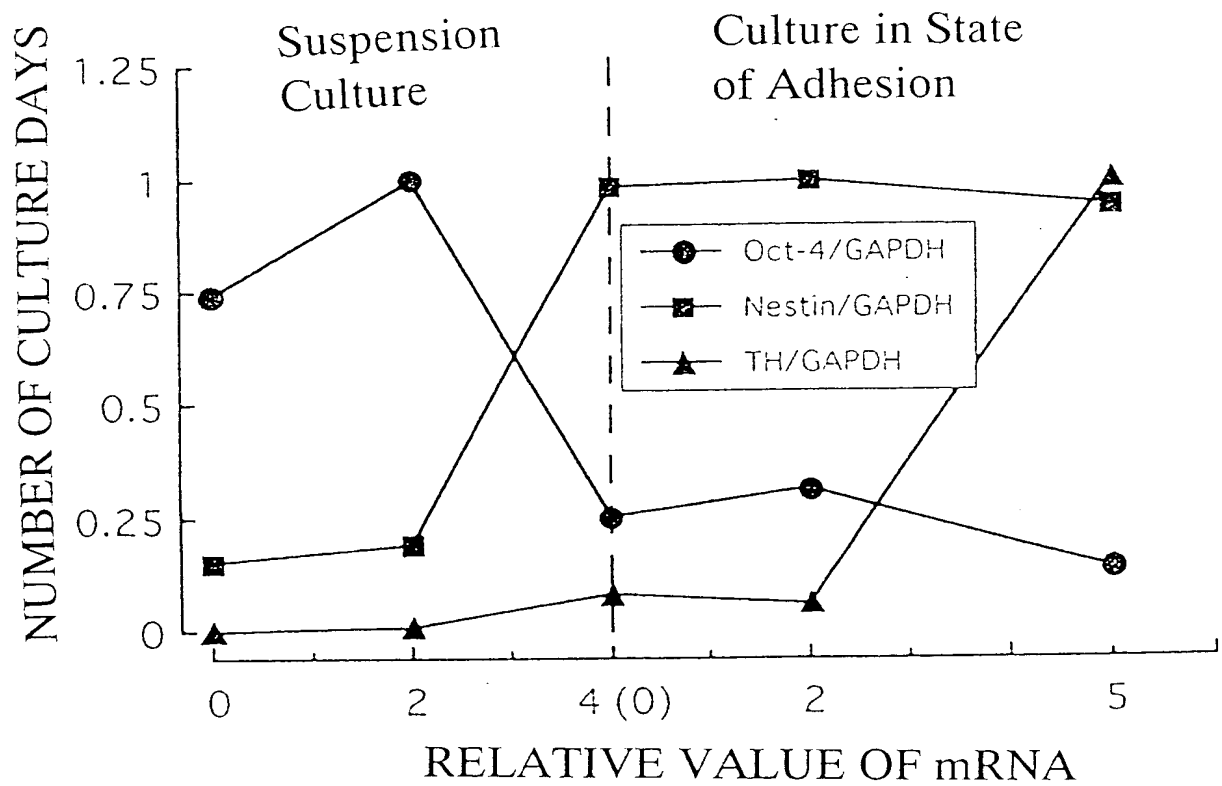 Suspension
Culture
Culture in State
of Adhesion
NUMBER OF CULTURE DAYS
1.25
1
0.75
0.5
0.25
0
Oct-4/GAPDH
Nestin/GAPDH
TH/GAPDH
0 2 4 (0) 2 5
RELATIVE VALUE OF mRNA